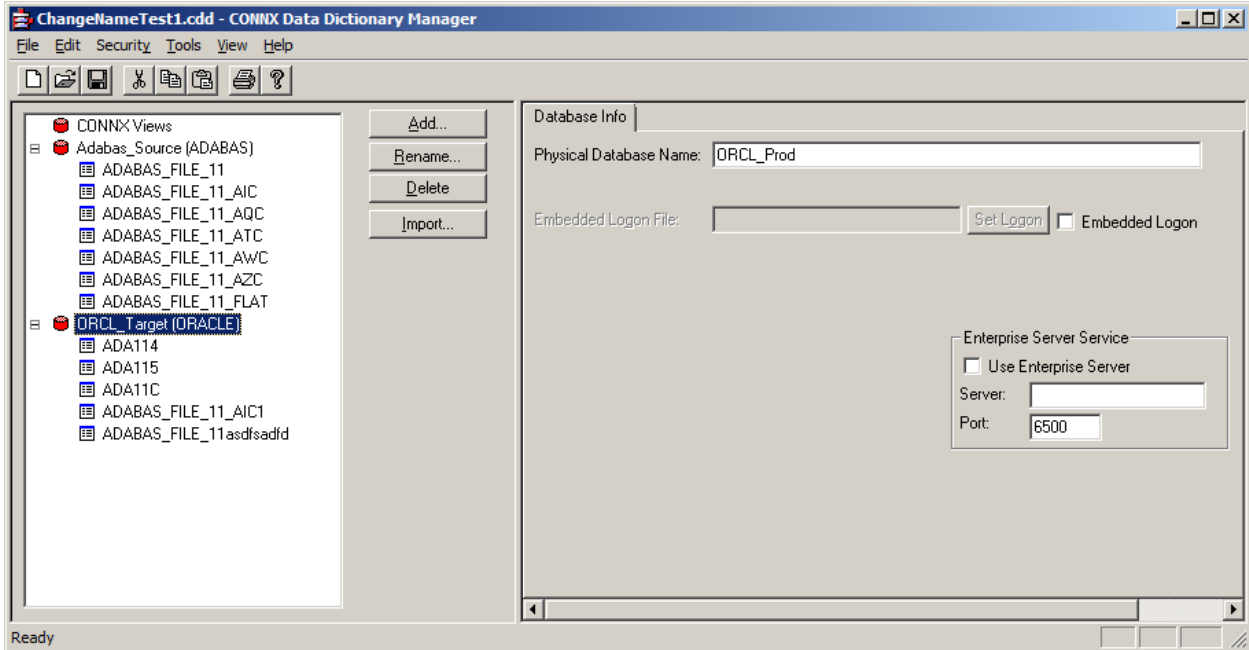 ChangeNameTest1.cdd - CONNX Data Dictionary Manager
File Edit Security Tools View Help
CONNX Views
Adabas_Source (ADABAS)
ADABAS_FILE_11
ADABAS_FILE_11_AIC
ADABAS_FILE_11_AQC
ADABAS_FILE_11_ATC
ADABAS_FILE_11_AWC
ADABAS_FILE_11_AZC
ADABAS_FILE_11_FLAT
ORCL_Target (ORACLE)
ADA114
ADA115
ADA11C
ADABAS_FILE_11_AIC1
ADABAS_FILE_11asdfsadfd
Add...
Rename...
Delete
Import...
Database Info
Physical Database Name: ORCL_Prod
Embedded Logon File: Set Logon Embedded Logon
Enterprise Server Service
Use Enterprise Server
Server:
Port: 6500
Ready